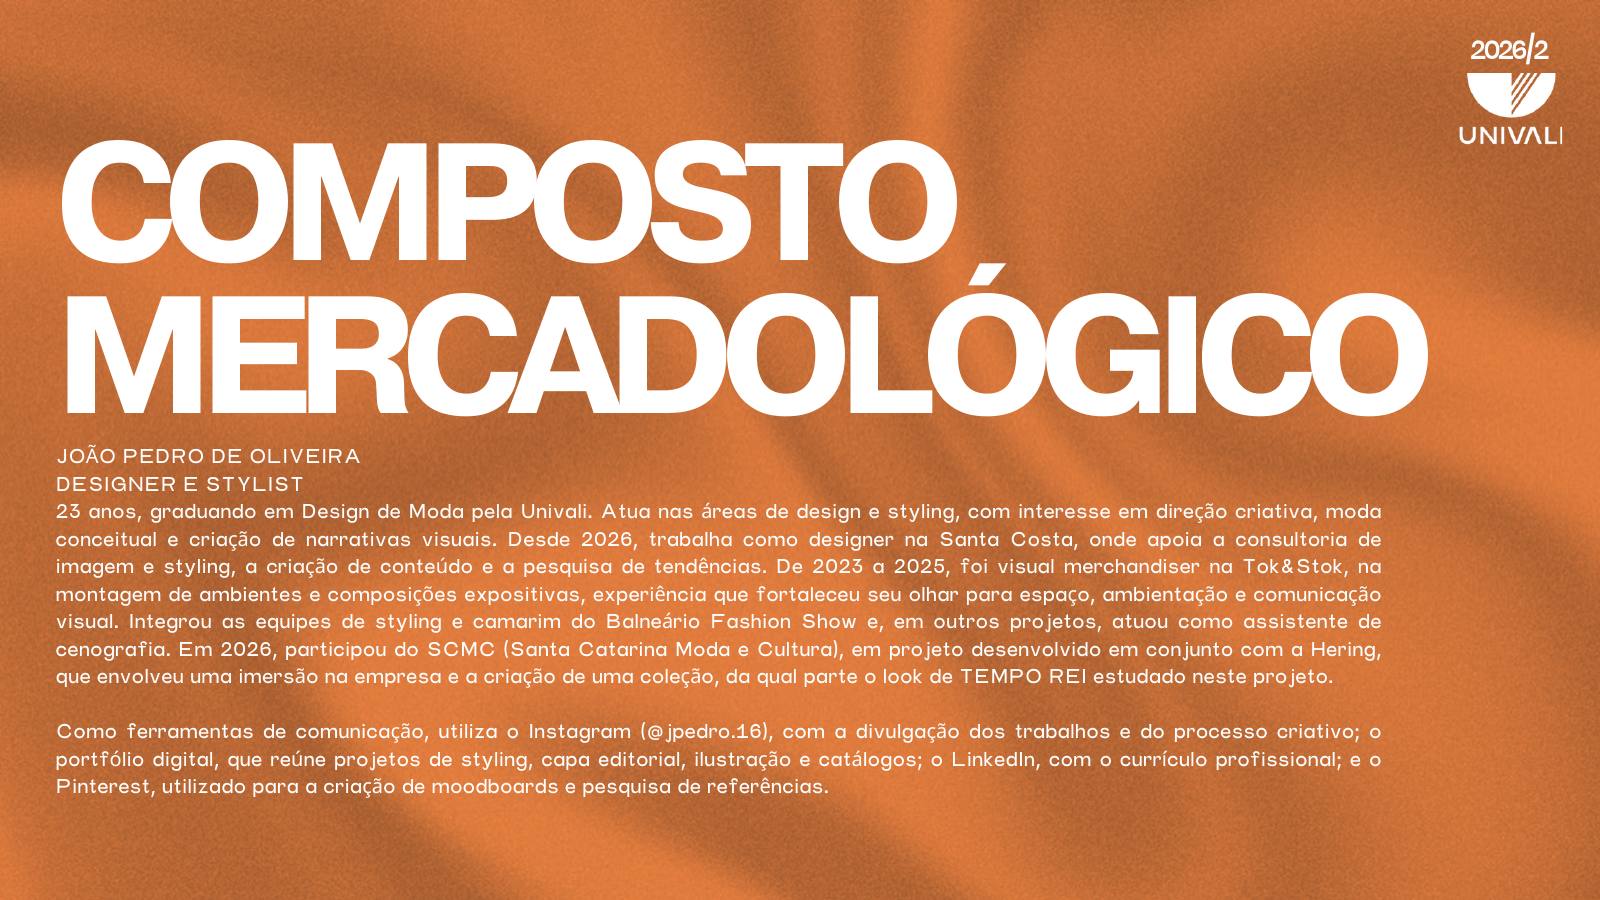 2026/2
UNIVALI
COMPOSTO
MERCADOLÓGICO
JOÃO PEDRO DE OLIVEIRA
DESIGNER E STYLIST
23 anos, graduando em Design de Moda pela Univali. Atua nas áreas de design e styling, com interesse em direção criativa, moda
conceitual e criação de narrativas visuais. Desde 2026, trabalha como designer na Santa Costa, onde apoia a consultoria de
imagem e styling, a criação de conteúdo e a pesquisa de tendências. De 2023 a 2025, foi visual merchandiser na Tok&Stok, na
montagem de ambientes e composições expositivas, experiência que fortaleceu seu olhar para espaço, ambientação e comunicação
visual. Integrou as equipes de styling e camarim do Balneário Fashion Show e, em outros projetos, atuou como assistente de
cenografia. Em 2026, participou do SCMC (Santa Catarina Moda e Cultura), em projeto desenvolvido em conjunto com a Hering,
que envolveu uma imersão na empresa e a criação de uma coleção, da qual parte o look de TEMPO REI estudado neste projeto.
Como ferramentas de comunicação, utiliza o Instagram (@jpedro.16), com a divulgação dos trabalhos e do processo criativo; o
portfólio digital, que reúne projetos de styling, capa editorial, ilustração e catálogos; o LinkedIn, com o currículo profissional; e o
Pinterest, utilizado para a criação de moodboards e pesquisa de referências.